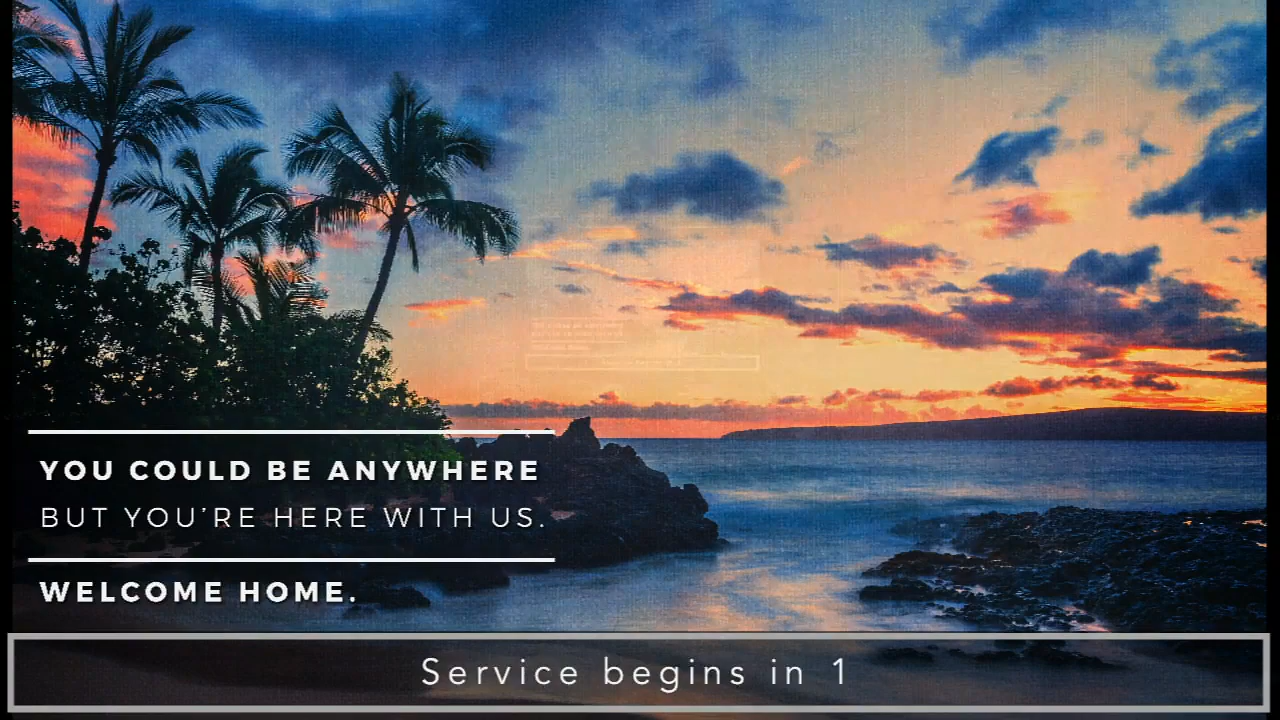 YOU COULD BE ANYWHERE
BUT YOU'RE HERE WITH US.
WELCOME HOME.
Service begins in 1